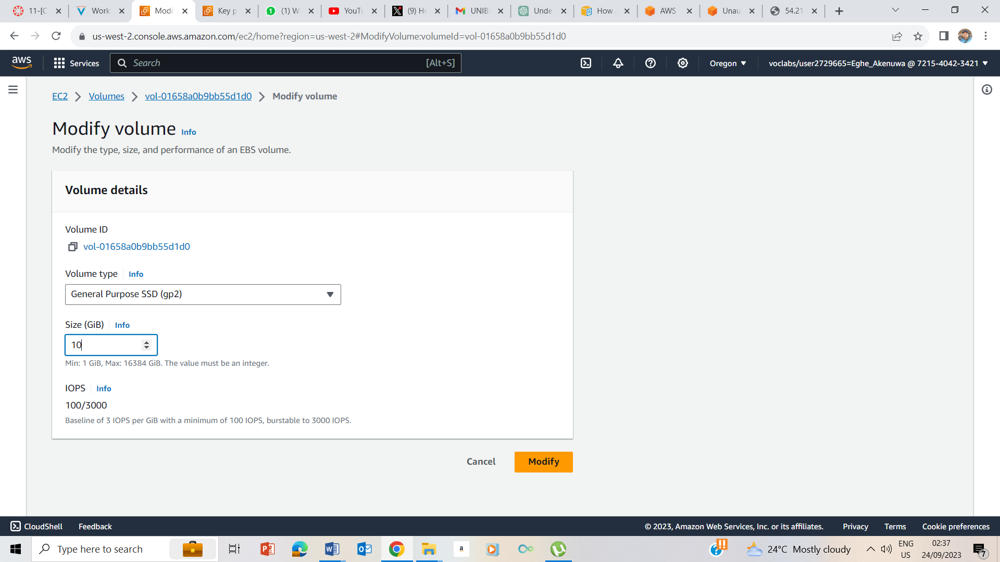 11-[C
Work
Modi
Key p
(1) W
YouTu
(9) Ho
UNIBE
Unde
How
AWS
Unau
54.21
us-west-2.console.aws.amazon.com/ec2/home?region=us-west-2#ModifyVolume:volumeId=vol-01658a0b9bb55d1d0
aws
Services
Search
[Alt+S]
Oregon
voclabs/user2729665=Eghe_Akenuwa @ 7215-4042-3421
EC2 > Volumes > vol-01658a0b9bb55d1d0 > Modify volume
Modify volume Info
Modify the type, size, and performance of an EBS volume.
Volume details
Volume ID
vol-01658a0b9bb55d1d0
Volume type Info
General Purpose SSD (gp2)
Size (GiB) Info
10
Min: 1 GiB, Max: 16384 GiB. The value must be an integer.
IOPS Info
100/3000
Baseline of 3 IOPS per GiB with a minimum of 100 IOPS, burstable to 3000 IOPS.
Cancel
Modify
CloudShell
Feedback
© 2023, Amazon Web Services, Inc. or its affiliates.
Privacy
Terms
Cookie preferences
Type here to search
24°C Mostly cloudy
ENG
US
02:37
24/09/2023
7